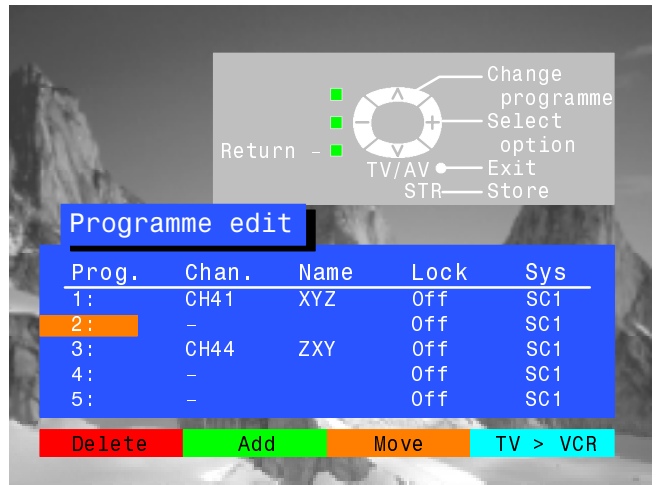 Change
programme
Select
option
Return –
TV/AV
Exit
STR
Store
Programme edit
Prog. Chan. Name Lock Sys
1: CH41 XYZ Off SC1
2: – Off SC1
3: CH44 ZXY Off SC1
4: – Off SC1
5: – Off SC1
Delete Add Move TV > VCR